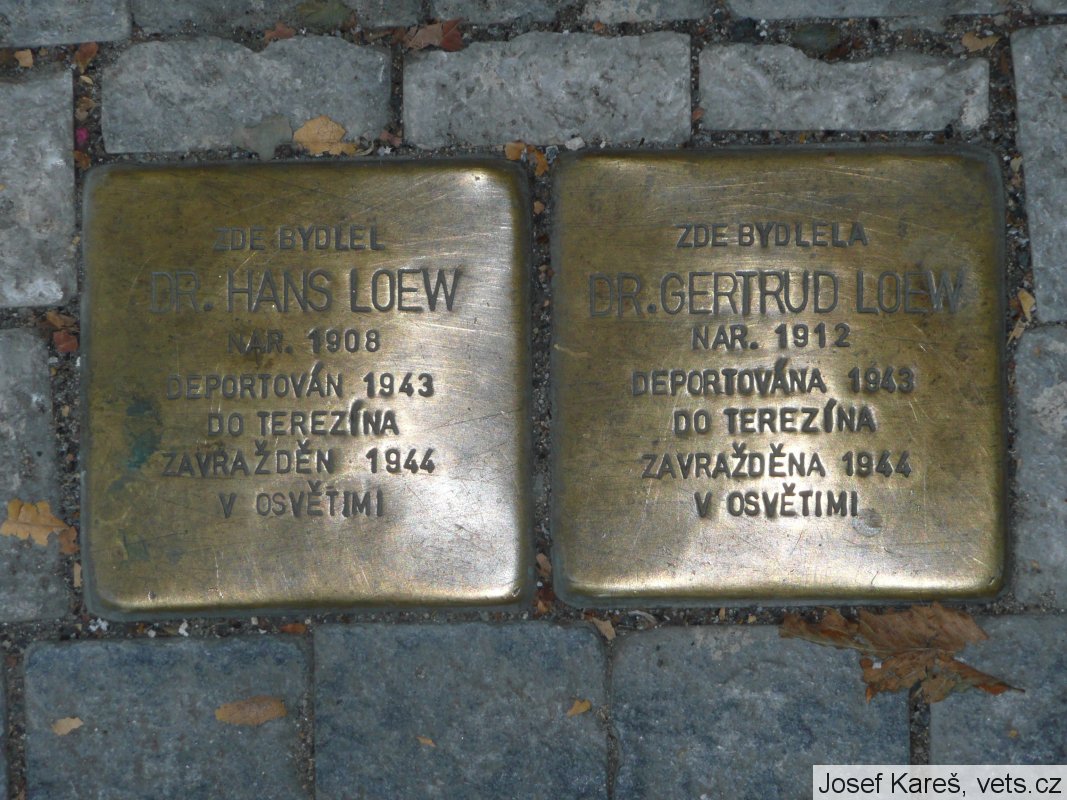 ZDE BYDLEL
DR. HANS LOEW
NAR. 1908
DEPORTOVÁN 1943
DO TEREZÍNA
ZAVRAŽDĚN 1944
V OSVĚTIMI
ZDE BYDLELA
DR. GERTRUD LOEW
NAR. 1912
DEPORTOVÁNA 1943
DO TEREZÍNA
ZAVRAŽDĚNA 1944
V OSVĚTIMI
Josef Kareš, vets.cz